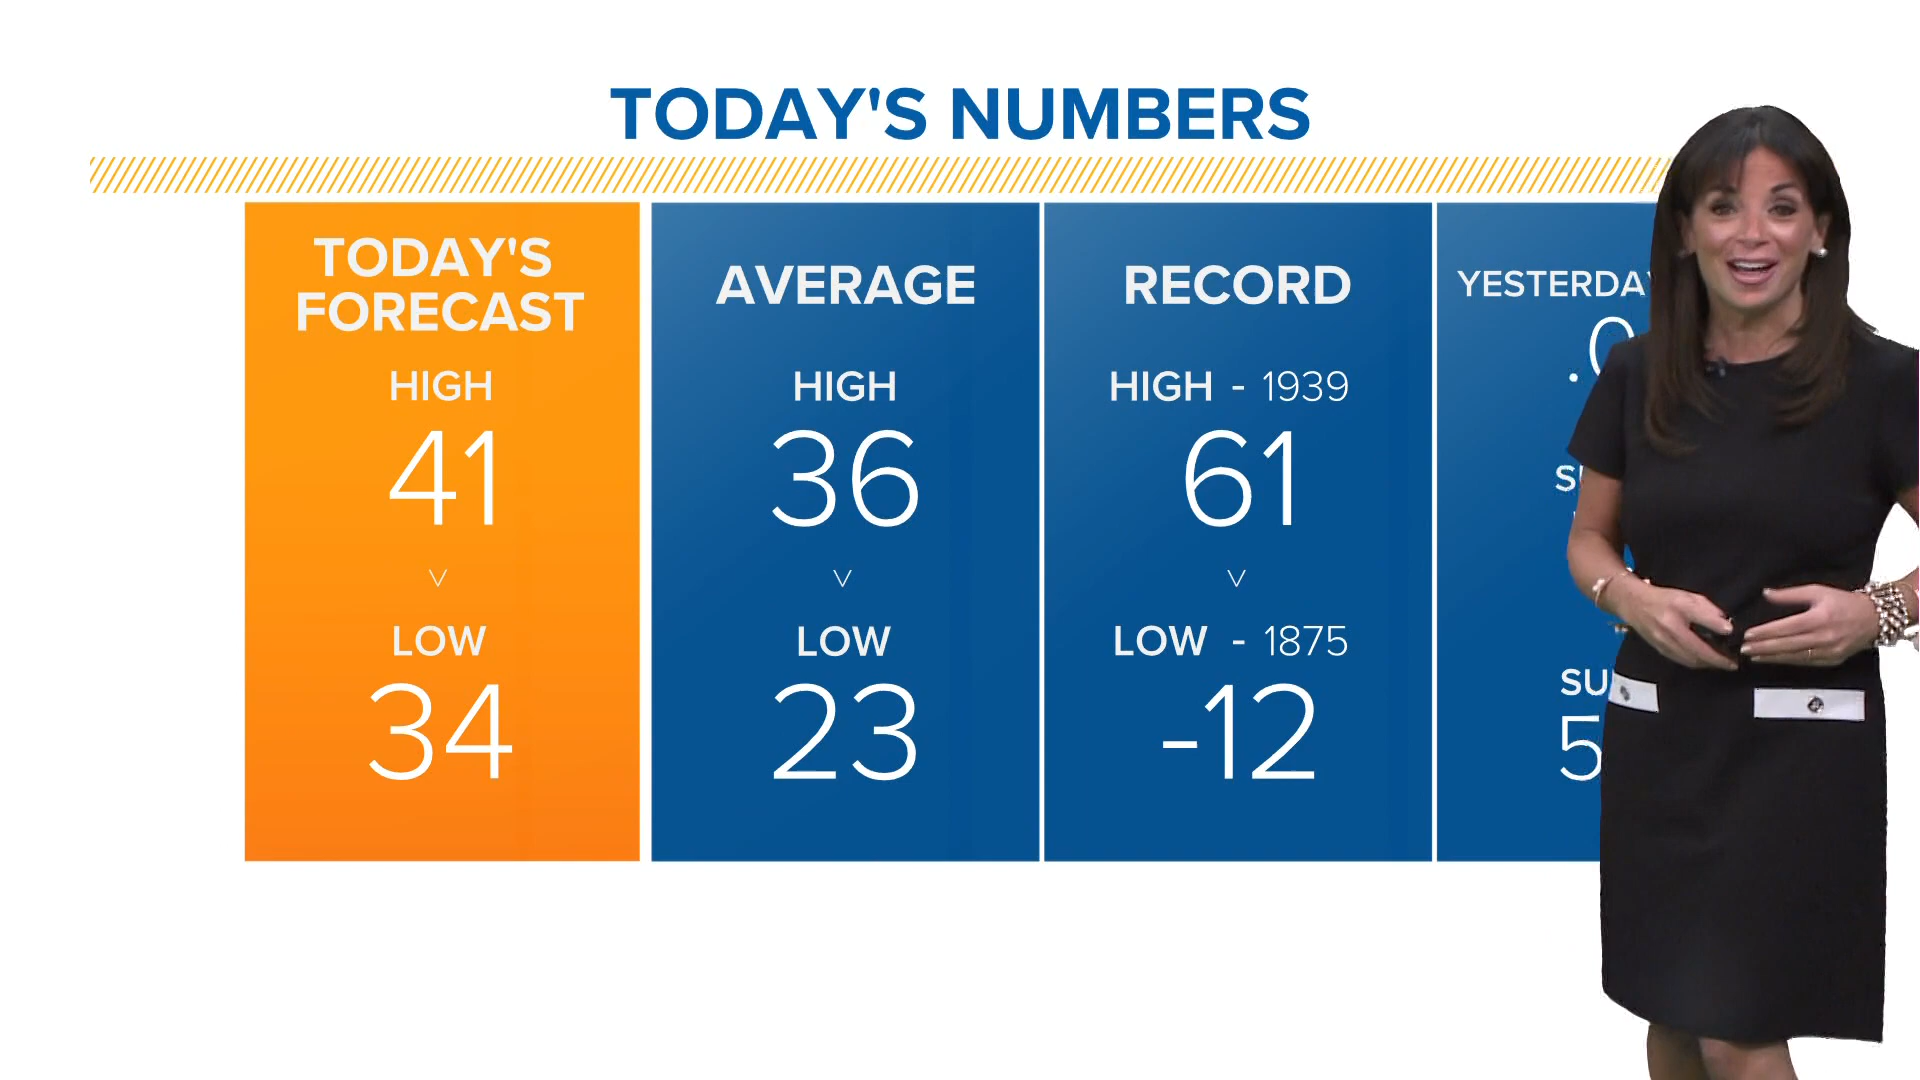 TODAY'S NUMBERS
TODAY'S
FORECAST
HIGH
41
LOW
34
AVERAGE
HIGH
36
LOW
23
RECORD
HIGH - 1939
61
LOW - 1875
-12
YESTERDAY